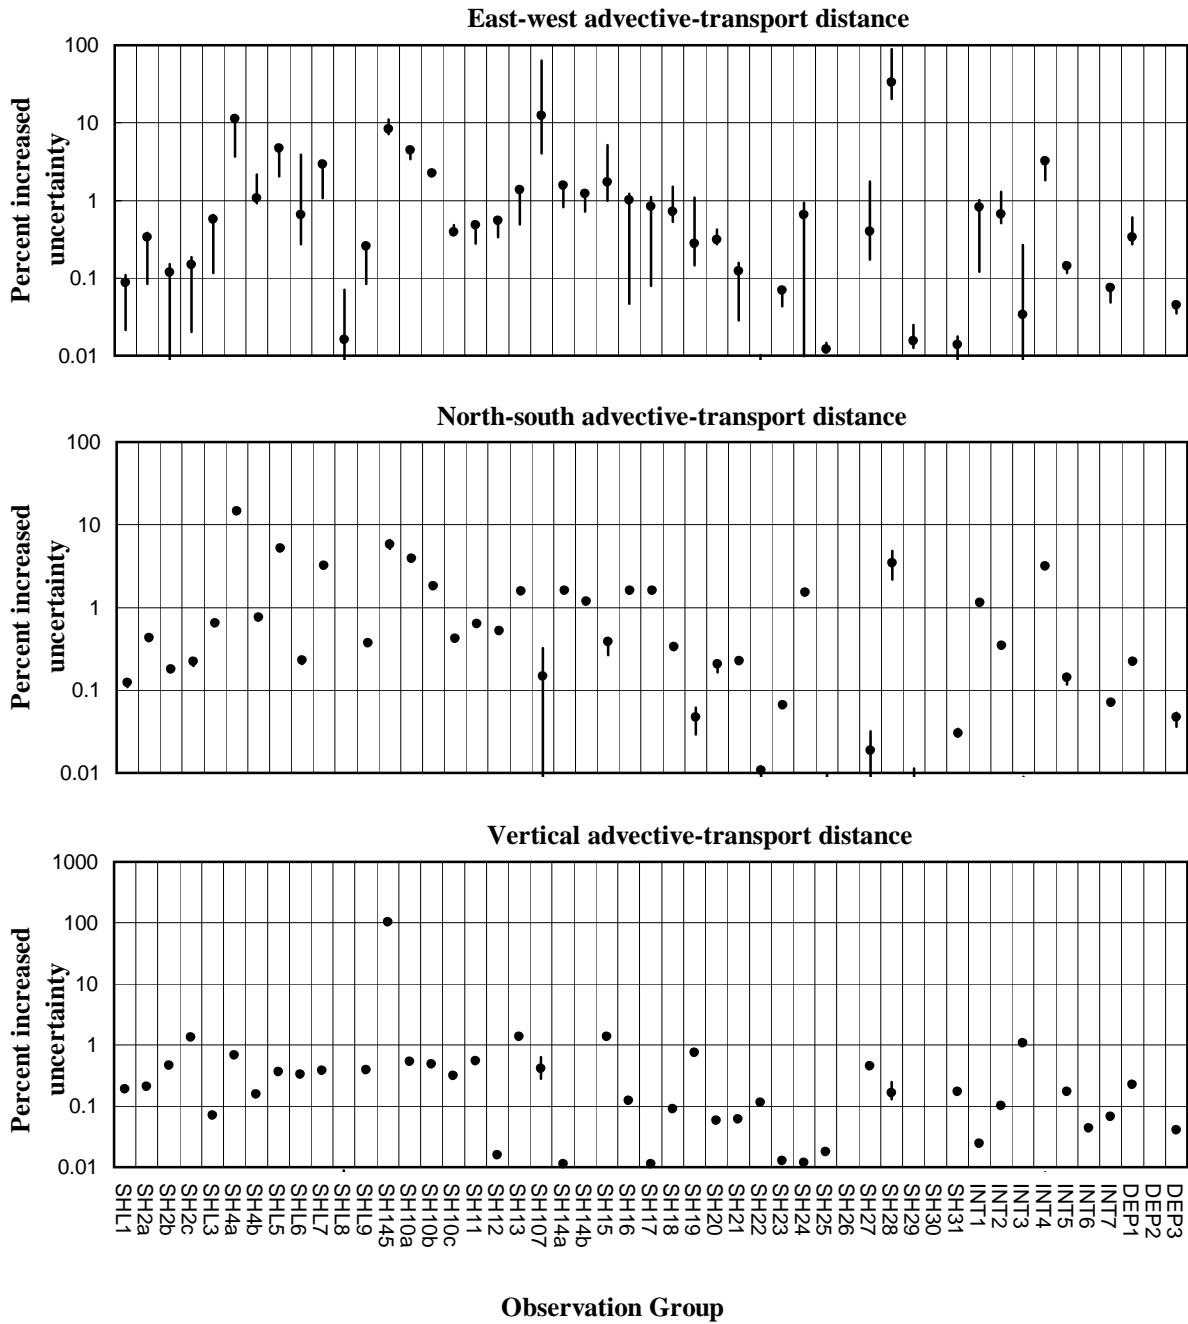 East-west advective-transport distance
Percent increased
uncertainty
100
10
1
0.1
0.01
North-south advective-transport distance
Percent increased
uncertainty
100
10
1
0.1
0.01
Vertical advective-transport distance
Percent increased
uncertainty
1000
100
10
1
0.1
0.01
SHL1
SH2a
SH2b
SH2c
SHL3
SH4a
SH4b
SHL5
SHL6
SHL7
SHL8
SHL9
SH145
SH10a
SH10b
SH10c
SH11
SH12
SH13
SH107
SH14a
SH14b
SH15
SH16
SH17
SH18
SH19
SH20
SH21
SH22
SH23
SH24
SH25
SH26
SH27
SH28
SH29
SH30
SH31
INT1
INT2
INT3
INT4
INT5
INT6
INT7
DEP1
DEP2
DEP3
Observation Group